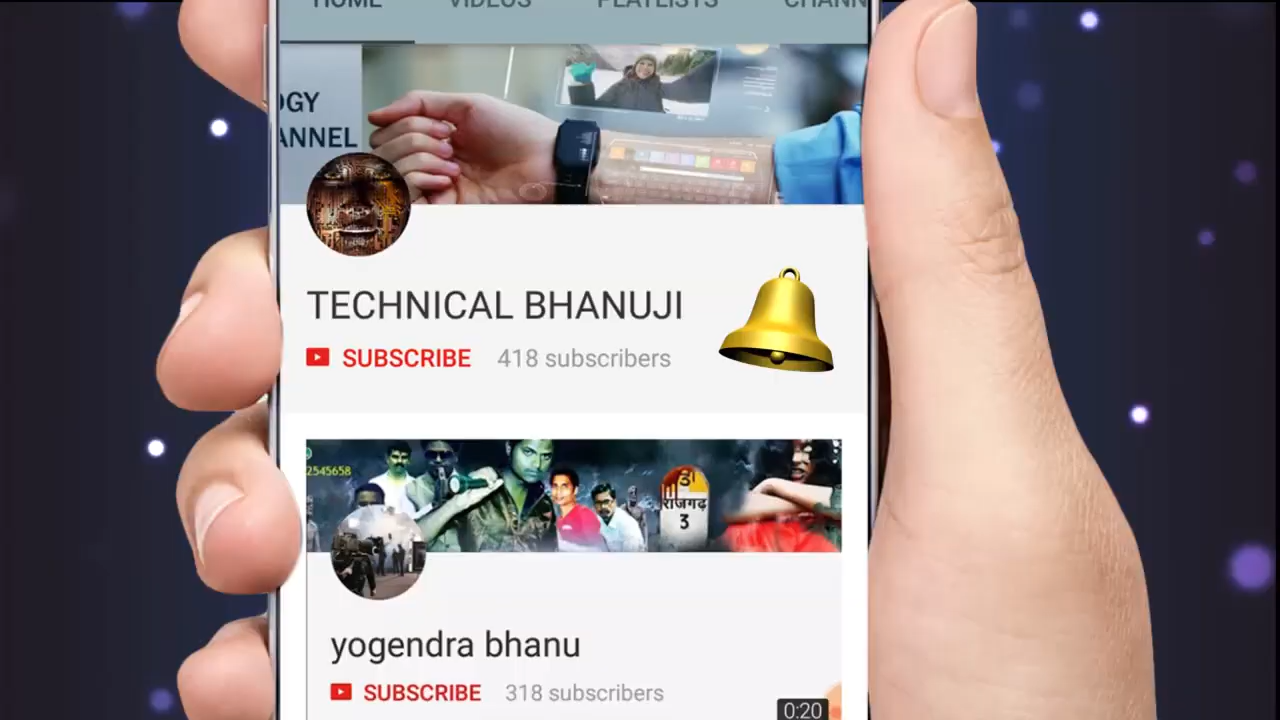 HOME VIDEOS PLAYLISTS CHANN
OGY
ANNEL
TECHNICAL BHANUJI
SUBSCRIBE 418 subscribers
2545658
राजगढ़
3
yogendra bhanu
SUBSCRIBE 318 subscribers
0:20